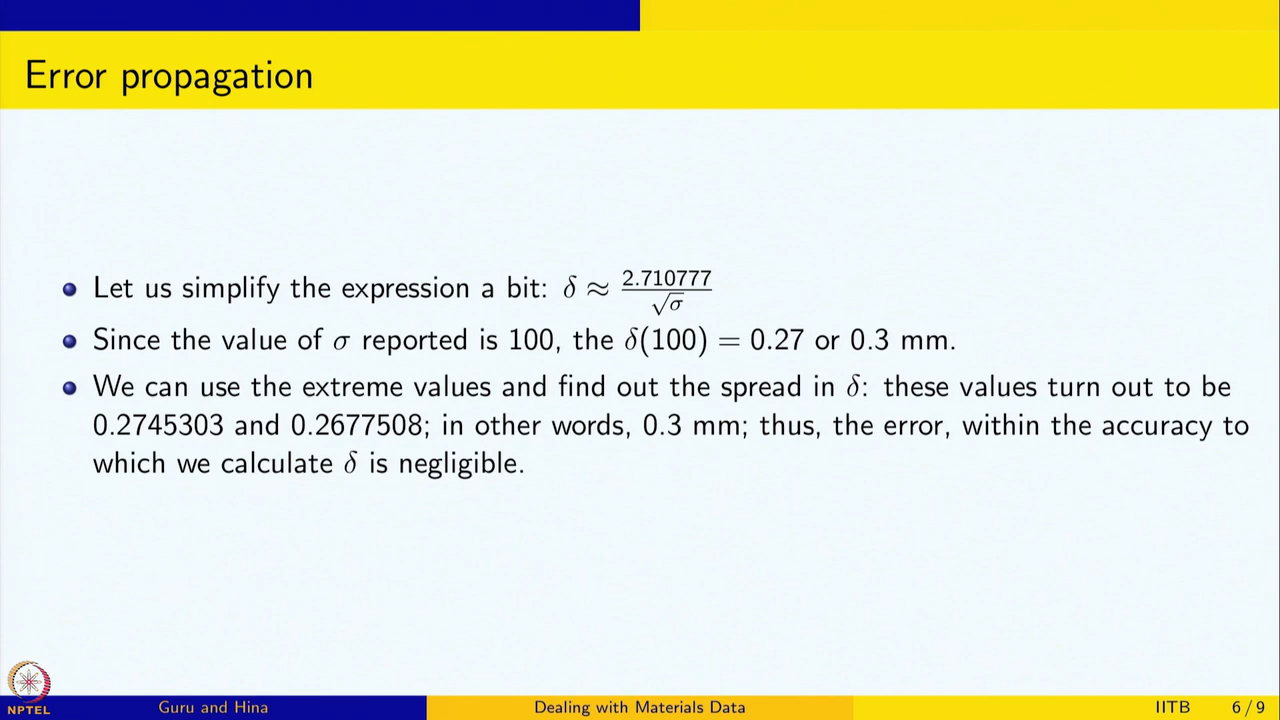 Error propagation
Let us simplify the expression a bit: δ ≈ 2.710777/√σ
Since the value of σ reported is 100, the δ(100) = 0.27 or 0.3 mm.
We can use the extreme values and find out the spread in δ: these values turn out to be
0.2745303 and 0.2677508; in other words, 0.3 mm; thus, the error, within the accuracy to
which we calculate δ is negligible.
NPTEL
Guru and Hina
Dealing with Materials Data
IITB
6 / 9